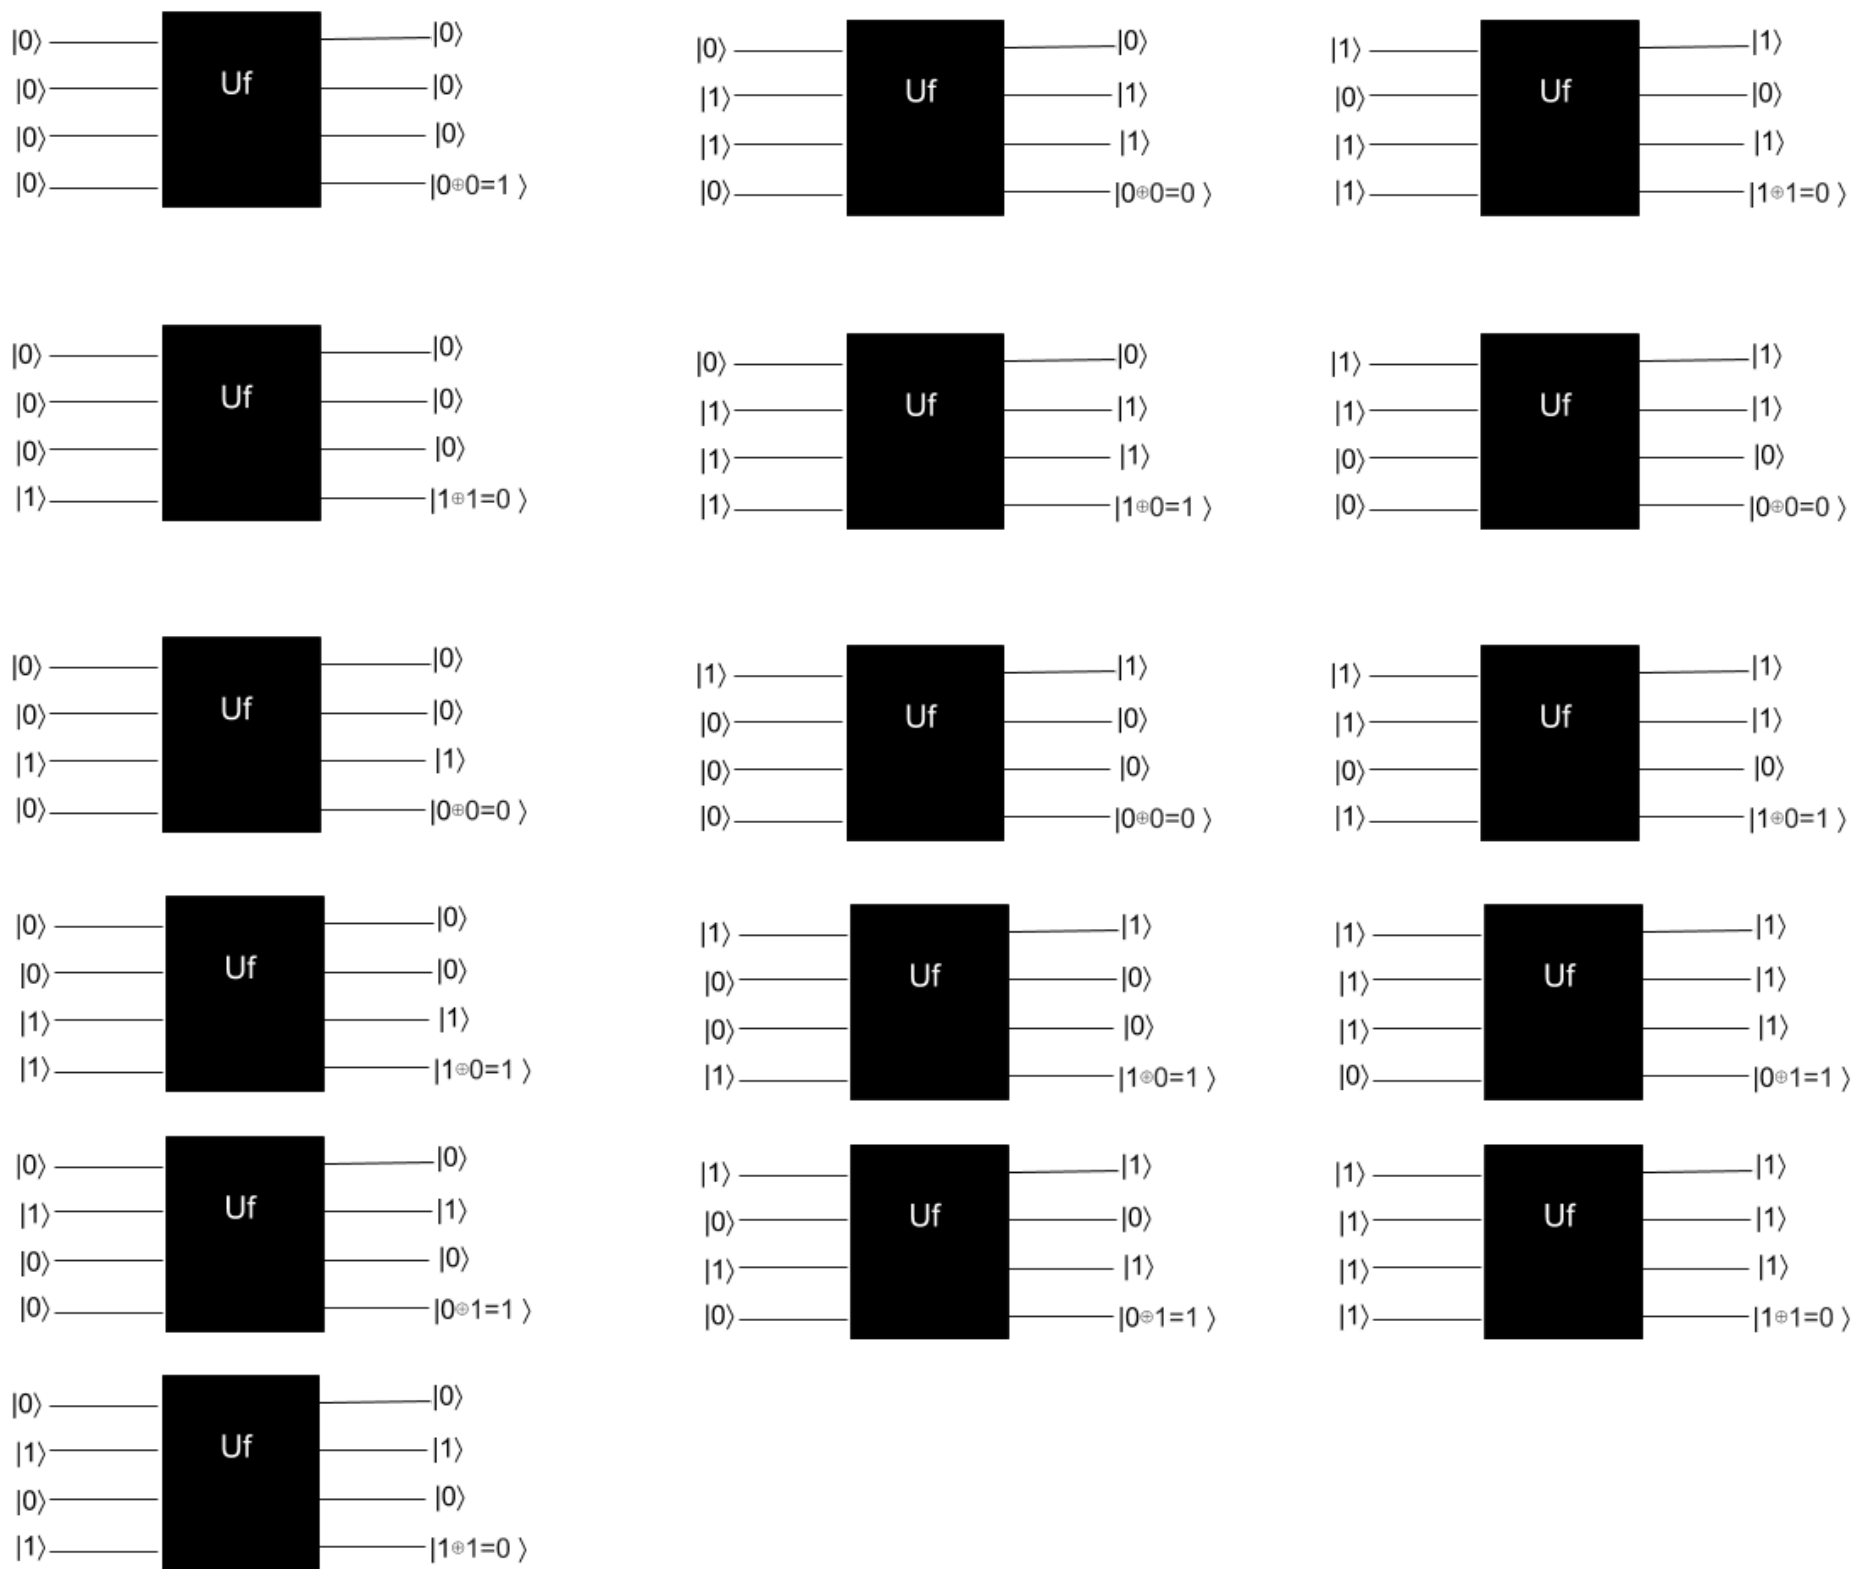 |0⟩ Uf |0⟩
|0⟩ |0⟩
|0⟩ |0⟩
|0⟩ |0⊕0=1 ⟩
|0⟩ Uf |0⟩
|1⟩ |1⟩
|1⟩ |1⟩
|0⟩ |0⊕0=0 ⟩
|1⟩ Uf |1⟩
|0⟩ |0⟩
|1⟩ |1⟩
|1⟩ |1⊕1=0 ⟩
|0⟩ Uf |0⟩
|0⟩ |0⟩
|0⟩ |0⟩
|1⟩ |1⊕1=0 ⟩
|0⟩ Uf |0⟩
|1⟩ |1⟩
|1⟩ |1⟩
|1⟩ |1⊕0=1 ⟩
|1⟩ Uf |1⟩
|1⟩ |1⟩
|0⟩ |0⟩
|0⟩ |0⊕0=0 ⟩
|0⟩ Uf |0⟩
|0⟩ |0⟩
|1⟩ |1⟩
|0⟩ |0⊕0=0 ⟩
|1⟩ Uf |1⟩
|0⟩ |0⟩
|0⟩ |0⟩
|0⟩ |0⊕0=0 ⟩
|1⟩ Uf |1⟩
|1⟩ |1⟩
|0⟩ |0⟩
|1⟩ |1⊕0=1 ⟩
|0⟩ Uf |0⟩
|0⟩ |0⟩
|1⟩ |1⟩
|1⟩ |1⊕0=1 ⟩
|1⟩ Uf |1⟩
|0⟩ |0⟩
|0⟩ |0⟩
|1⟩ |1⊕0=1 ⟩
|1⟩ Uf |1⟩
|1⟩ |1⟩
|1⟩ |1⟩
|0⟩ |0⊕1=1 ⟩
|0⟩ Uf |0⟩
|1⟩ |1⟩
|0⟩ |0⟩
|0⟩ |0⊕1=1 ⟩
|1⟩ Uf |1⟩
|0⟩ |0⟩
|1⟩ |1⟩
|0⟩ |0⊕1=1 ⟩
|1⟩ Uf |1⟩
|1⟩ |1⟩
|1⟩ |1⟩
|1⟩ |1⊕1=0 ⟩
|0⟩ Uf |0⟩
|1⟩ |1⟩
|0⟩ |0⟩
|1⟩ |1⊕1=0 ⟩